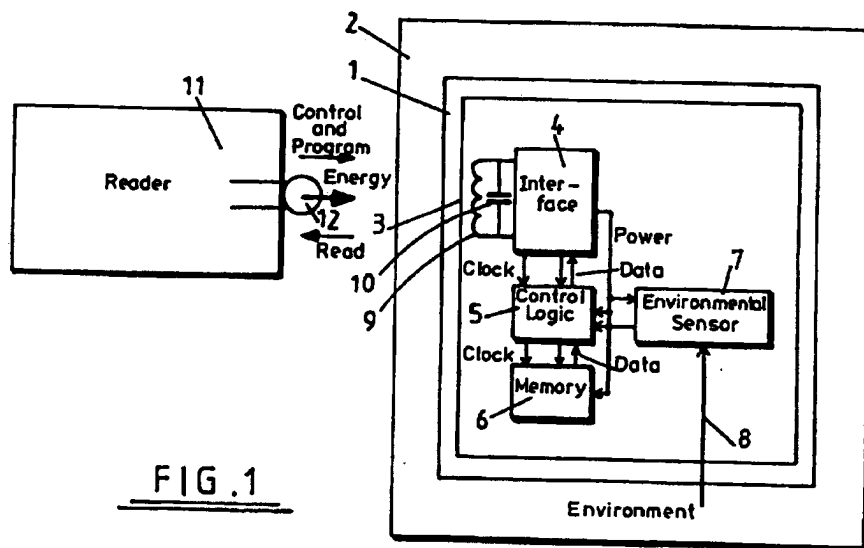 2
1
11
Control
and
Program
Energy
Reader
12
Read
4
Inter-
face
3
10
9
Power
7
Clock
Data
5
Control
Logic
Environmental
Sensor
Clock
Data
Memory
6
8
FIG.1
Environment